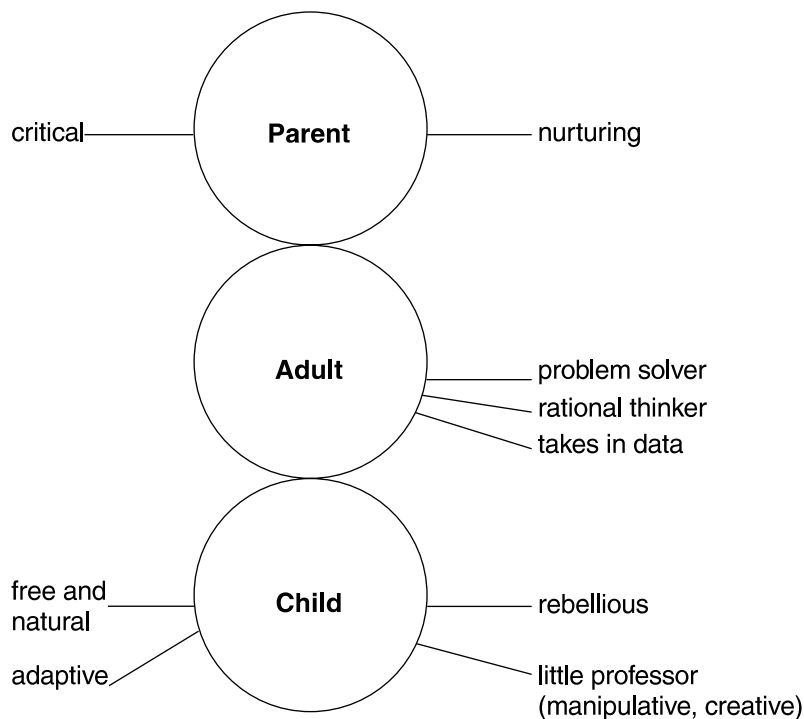 critical
Parent
nurturing
Adult
problem solver
rational thinker
takes in data
free and
natural
adaptive
Child
rebellious
little professor
(manipulative, creative)